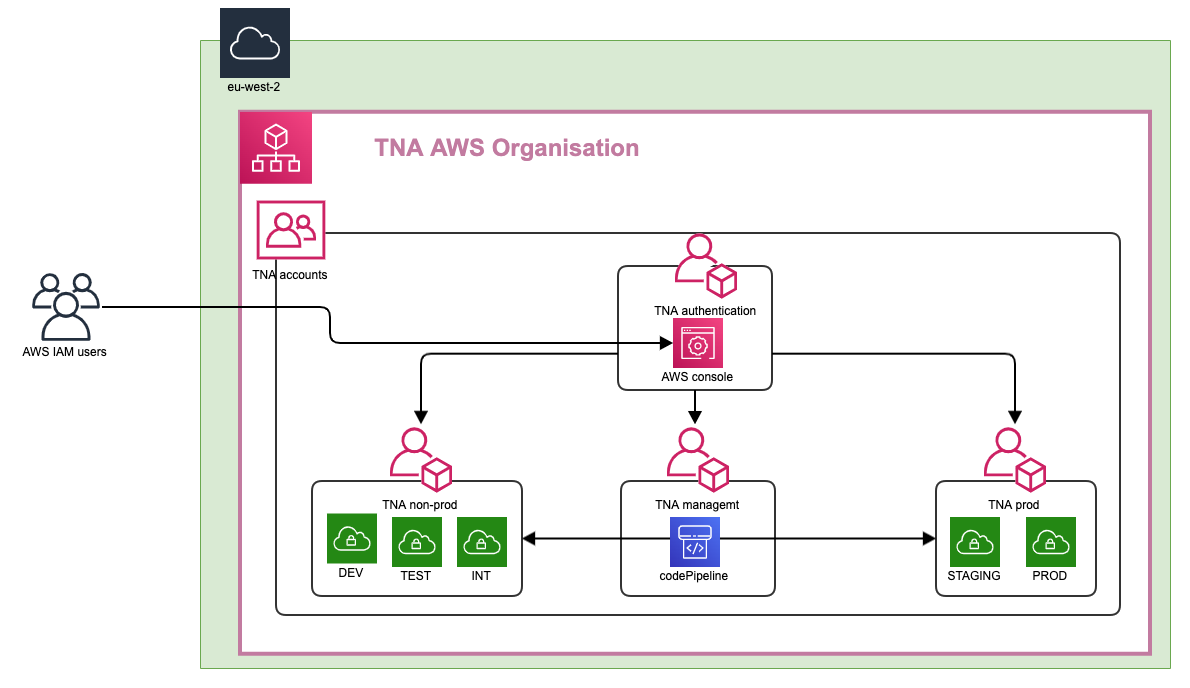 eu-west-2
TNA AWS Organisation
TNA accounts
AWS IAM users
TNA authentication
AWS console
TNA non-prod
DEV
TEST
INT
TNA managemt
codePipeline
TNA prod
STAGING
PROD